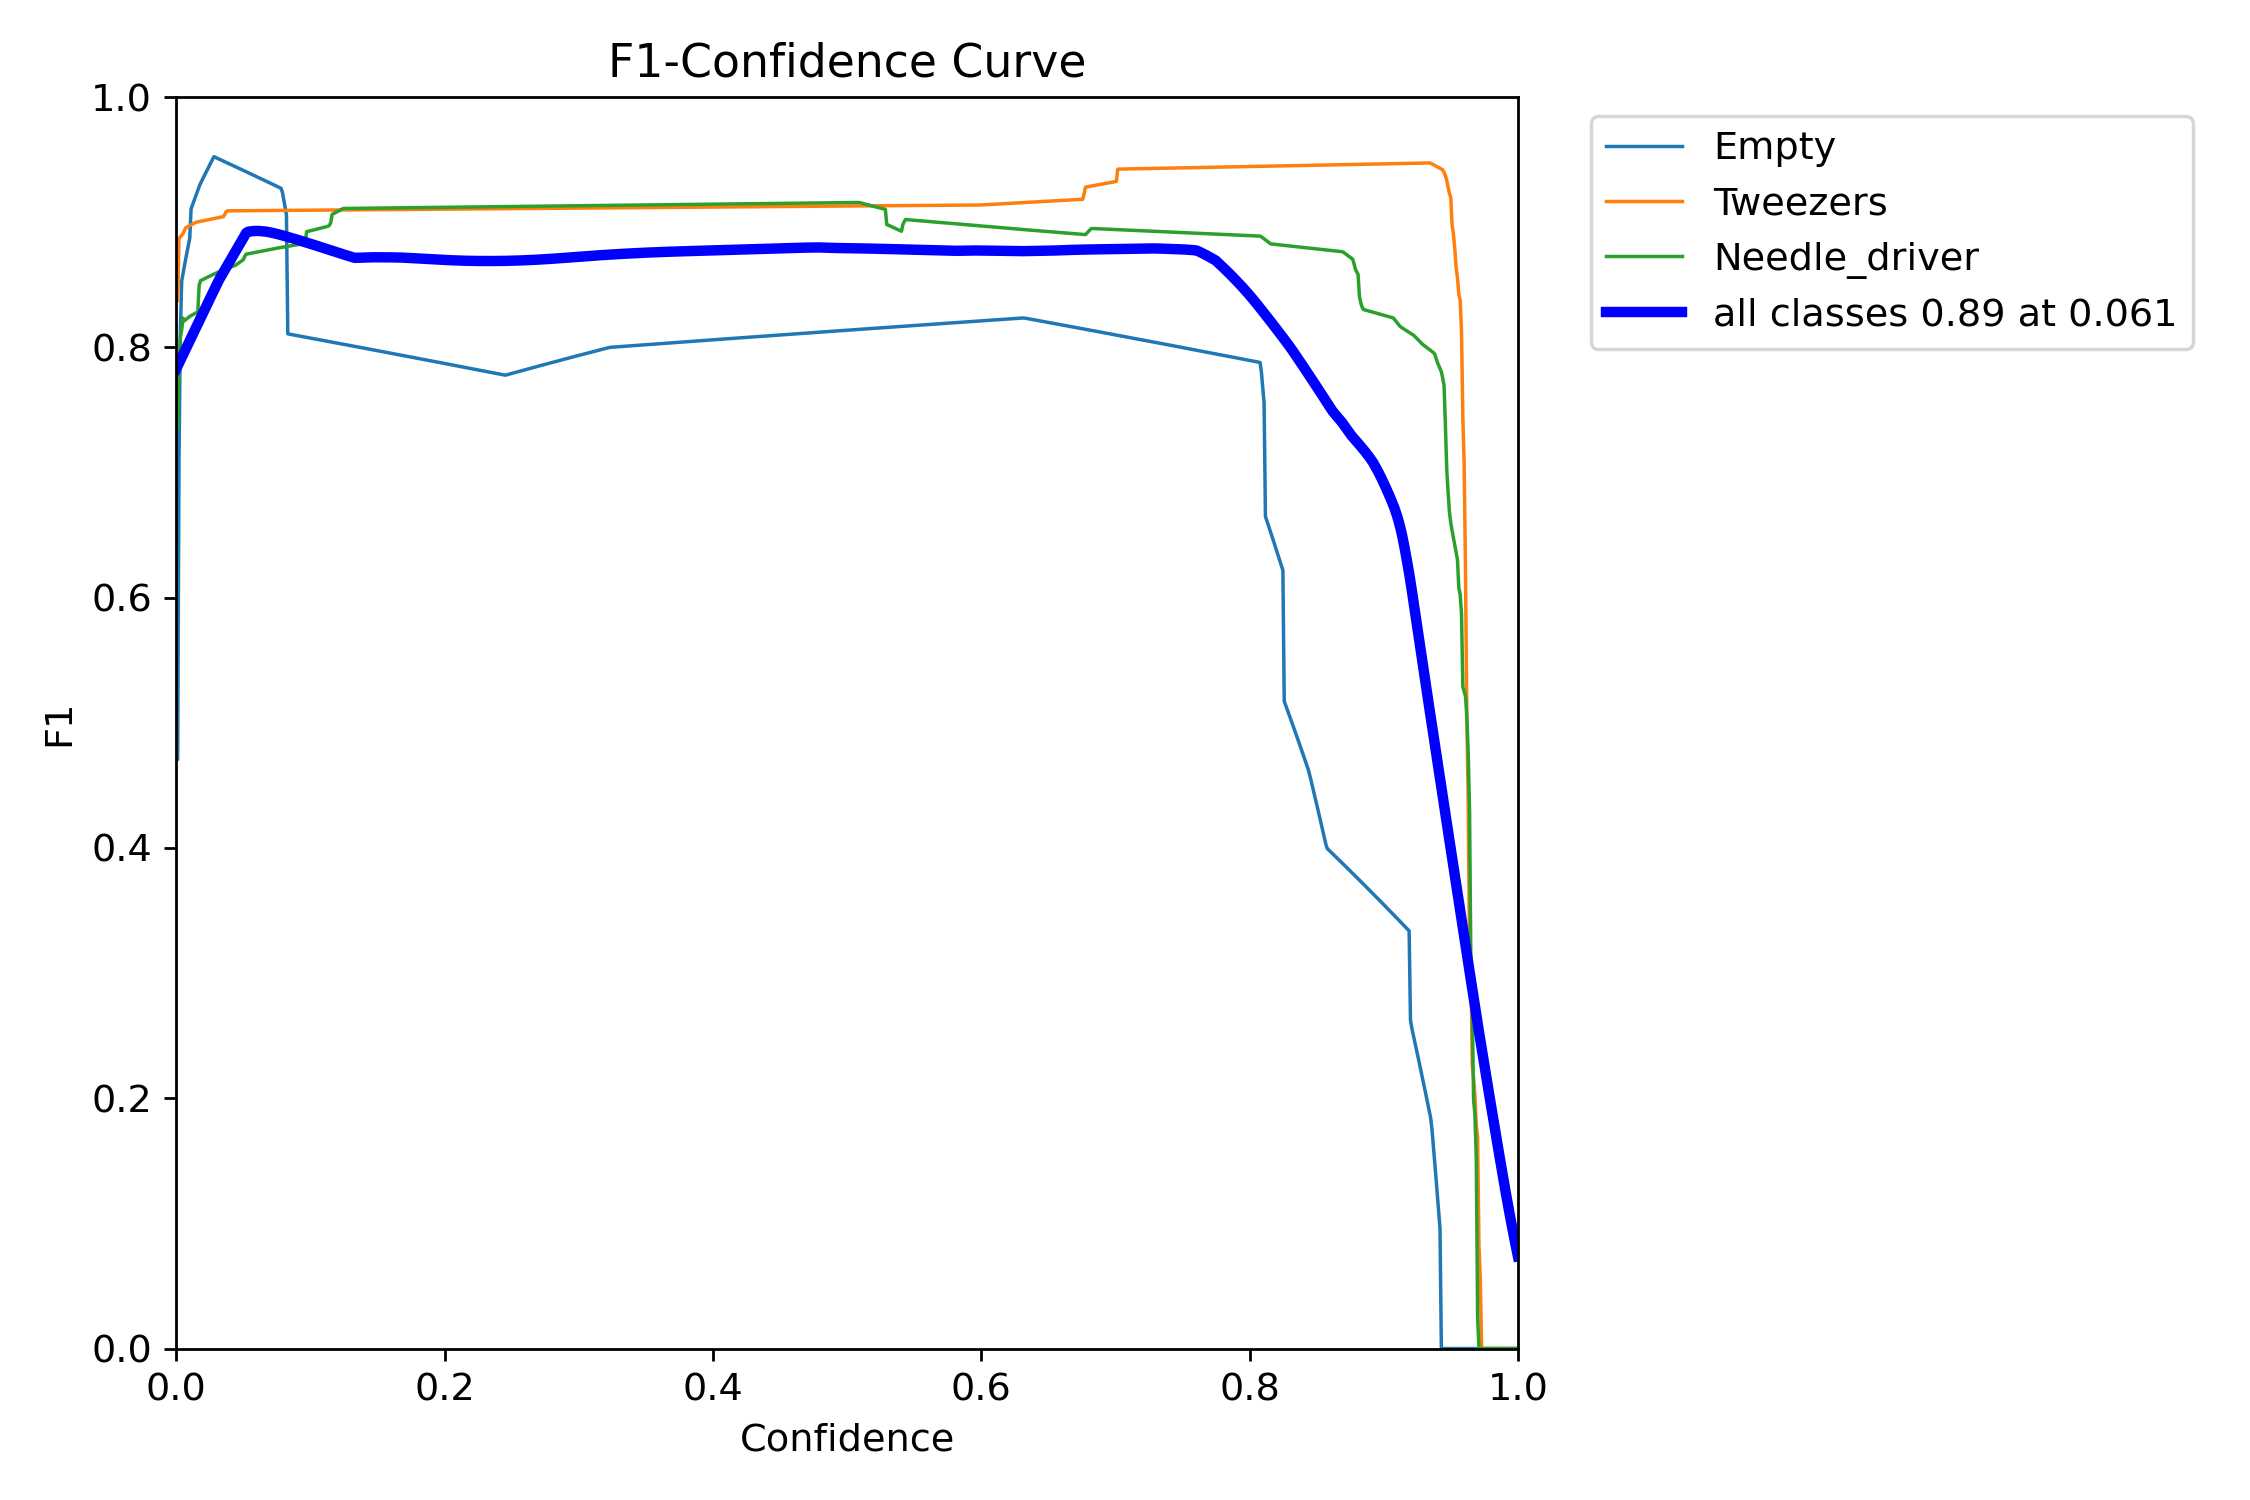 F1-Confidence Curve
1.0
0.8
0.6
0.4
0.2
0.0
F1
0.0 0.2 0.4 0.6 0.8 1.0
Confidence
Empty
Tweezers
Needle_driver
all classes 0.89 at 0.061